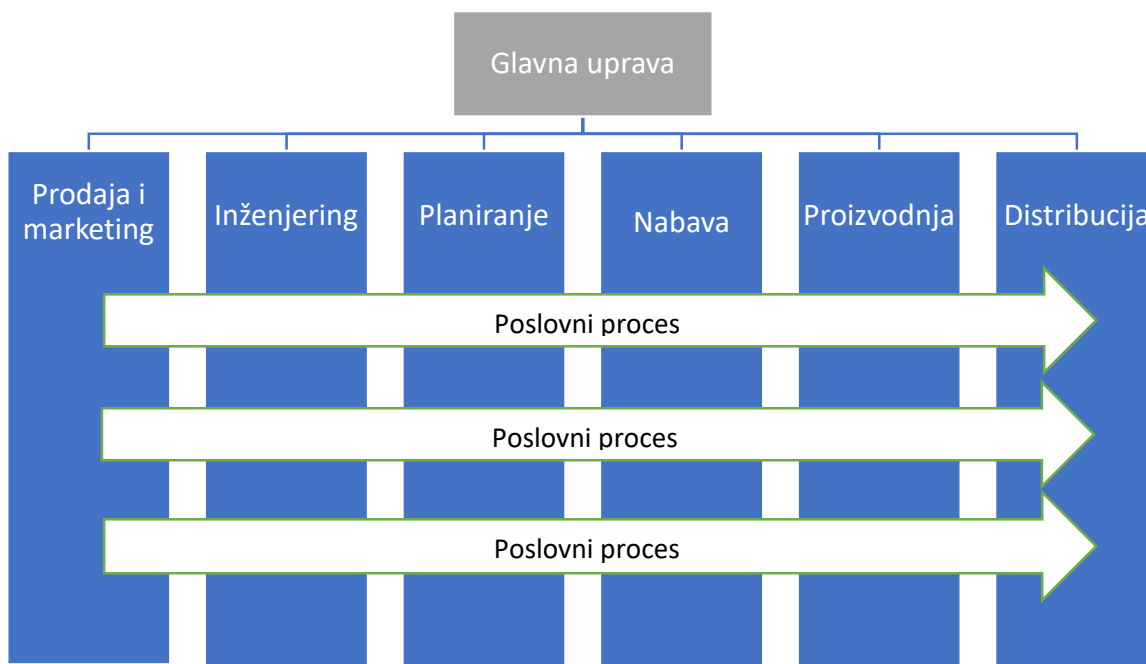 Glavna uprava
Prodaja i
marketing
Inženjering
Planiranje
Nabava
Proizvodnja
Distribucija
Poslovni proces
Poslovni proces
Poslovni proces